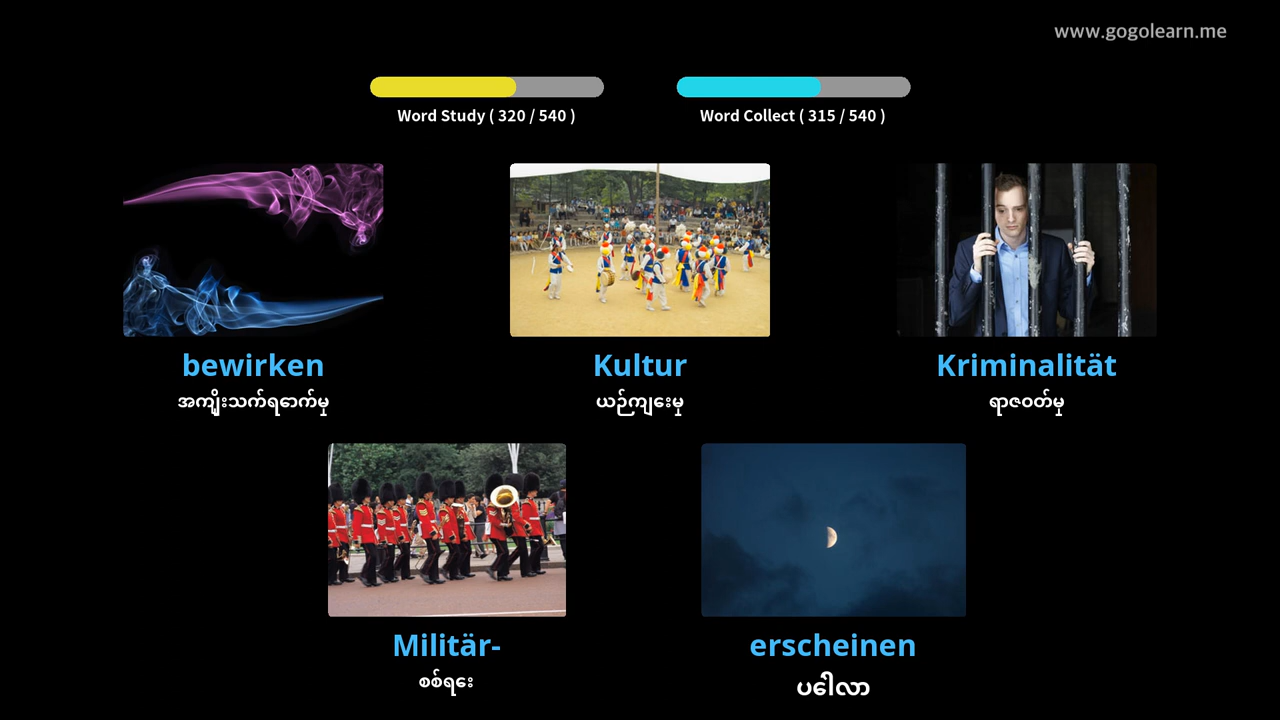 www.gogolearn.me
Word Study ( 320 / 540 )
Word Collect ( 315 / 540 )
bewirken
Kultur
Kriminalität
အကျိုးသက်ရောက်မှု
ယဉ်ကျေးမှု
ရာဇဝတ်မှု
Militär-
erscheinen
စစ်ရေး
ပေါ်လာ